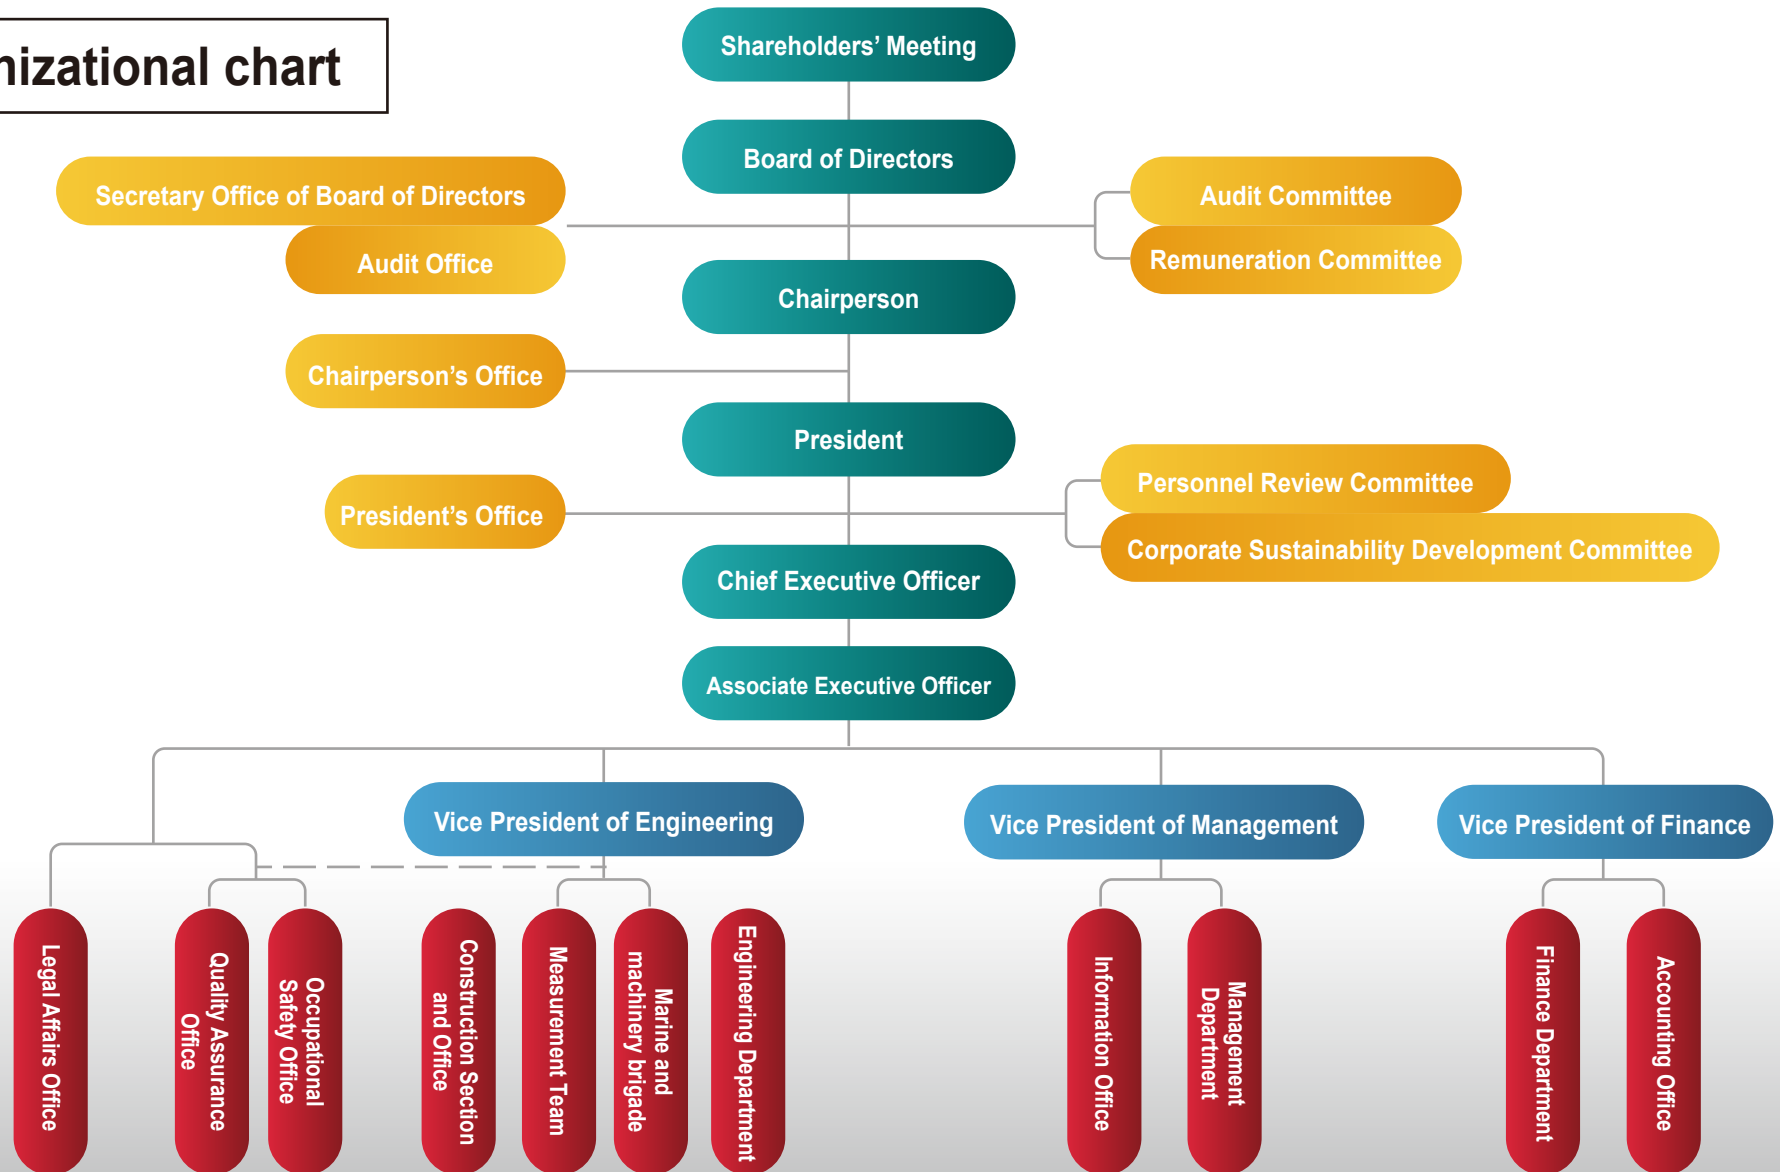 nizational chart
Shareholders’ Meeting
Board of Directors
Secretary Office of Board of Directors
Audit Office
Audit Committee
Remuneration Committee
Chairperson
Chairperson’s Office
President
President’s Office
Personnel Review Committee
Corporate Sustainability Development Committee
Chief Executive Officer
Associate Executive Officer
Vice President of Engineering
Vice President of Management
Vice President of Finance
Legal Affairs Office
Quality Assurance
Office
Occupational
Safety Office
Construction Section
and Office
Measurement Team
Marine and
machinery brigade
Engineering Department
Information Office
Management
Department
Finance Department
Accounting Office